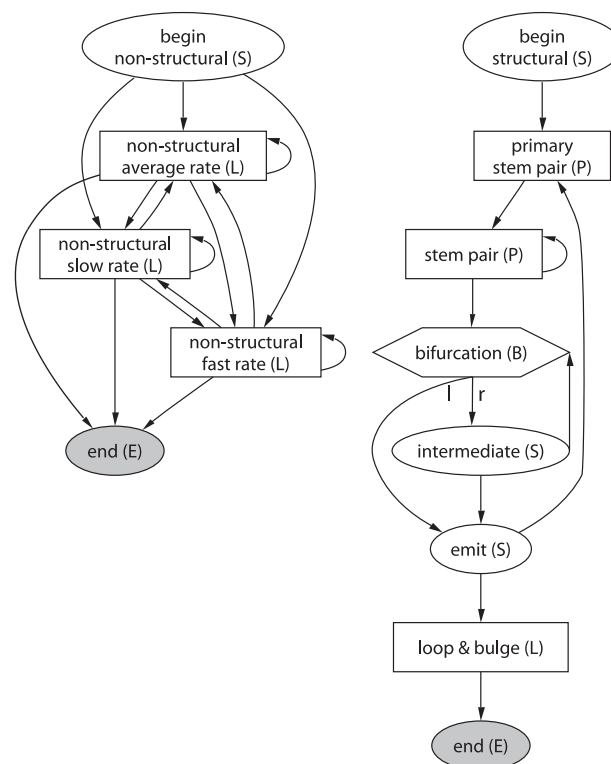 begin
non-structural (S)
non-structural
average rate (L)
non-structural
slow rate (L)
non-structural
fast rate (L)
end (E)
begin
structural (S)
primary
stem pair (P)
stem pair (P)
bifurcation (B)
l r
intermediate (S)
emit (S)
loop & bulge (L)
end (E)